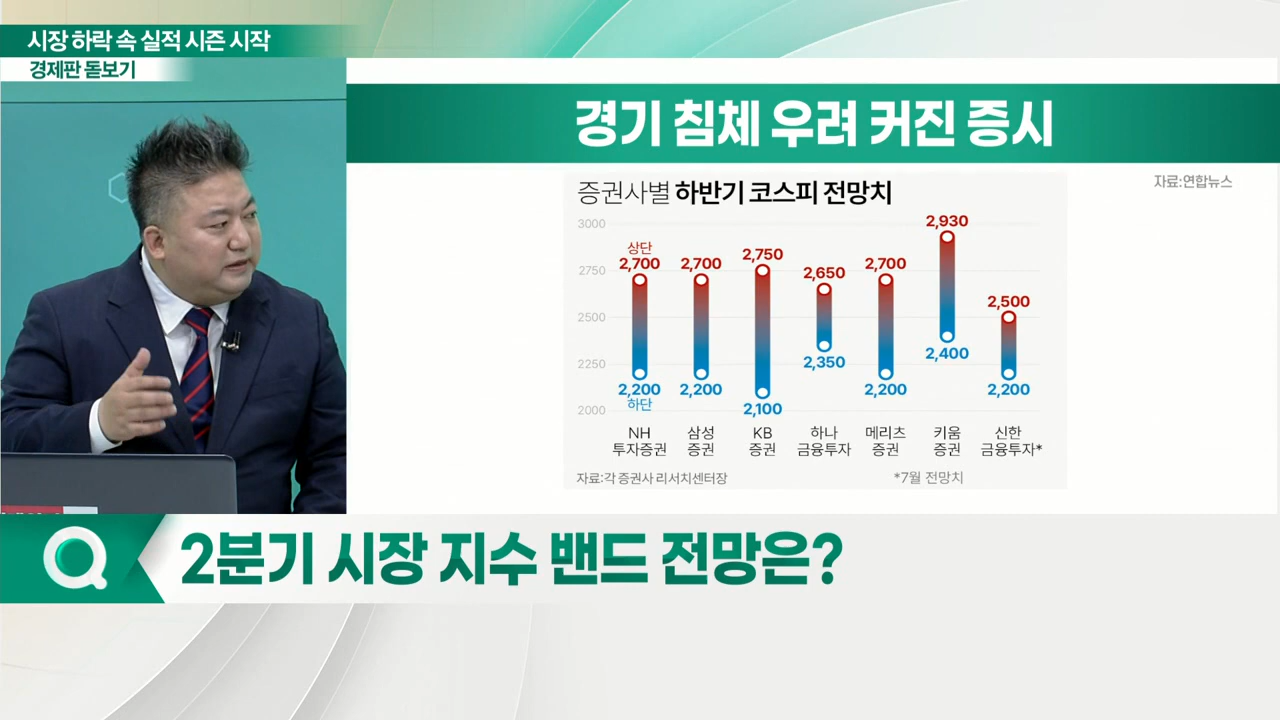 시장 하락 속 실적 시즌 시작
경제판 돋보기
경기 침체 우려 커진 증시
자료:연합뉴스
증권사별 하반기 코스피 전망치
3000
2750
2500
2250
2000
상단
2,700
2,200
하단
2,700
2,200
2,750
2,100
2,650
2,350
2,700
2,200
2,930
2,400
2,500
2,200
NH
투자증권
삼성
증권
KB
증권
하나
금융투자
메리츠
증권
키움
증권
신한
금융투자*
자료:각 증권사 리서치센터장
*7월 전망치
2분기 시장 지수 밴드 전망은?